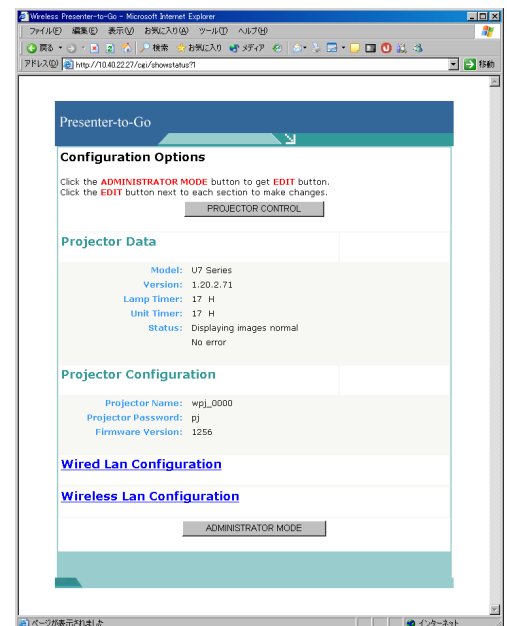 Wireless Presenter-to-Go - Microsoft Internet Explorer
ファイル(F) 編集(E) 表示(V) お気に入り(A) ツール(T) ヘルプ(H)
戻る 検索 お気に入り メディア
アドレス(D) http://10.40.22.27/cgi/showstatus?1 移動
Presenter-to-Go
Configuration Options
Click the ADMINISTRATOR MODE button to get EDIT button.
Click the EDIT button next to each section to make changes.
PROJECTOR CONTROL
Projector Data
Model: U7 Series
Version: 1.20.2.71
Lamp Timer: 17 H
Unit Timer: 17 H
Status: Displaying images normal
No error
Projector Configuration
Projector Name: wpj_0000
Projector Password: pj
Firmware Version: 1256
Wired Lan Configuration
Wireless Lan Configuration
ADMINISTRATOR MODE
ページが表示されました インターネット